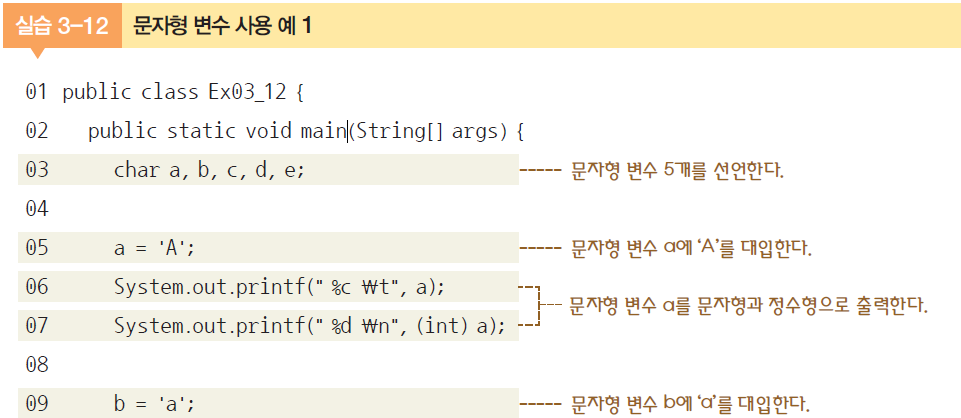 실습 3-12 문자형 변수 사용 예 1
01 public class Ex03_12 {
02 public static void main(String[] args) {
03 char a, b, c, d, e; ----- 문자형 변수 5개를 선언한다.
04
05 a = 'A'; ----- 문자형 변수 a에 ‘A’를 대입한다.
06 System.out.printf(" %c ₩t", a);
문자형 변수 a를 문자형과 정수형으로 출력한다.
07 System.out.printf(" %d ₩n", (int) a);
08
09 b = 'a'; ----- 문자형 변수 b에 ‘a’를 대입한다.